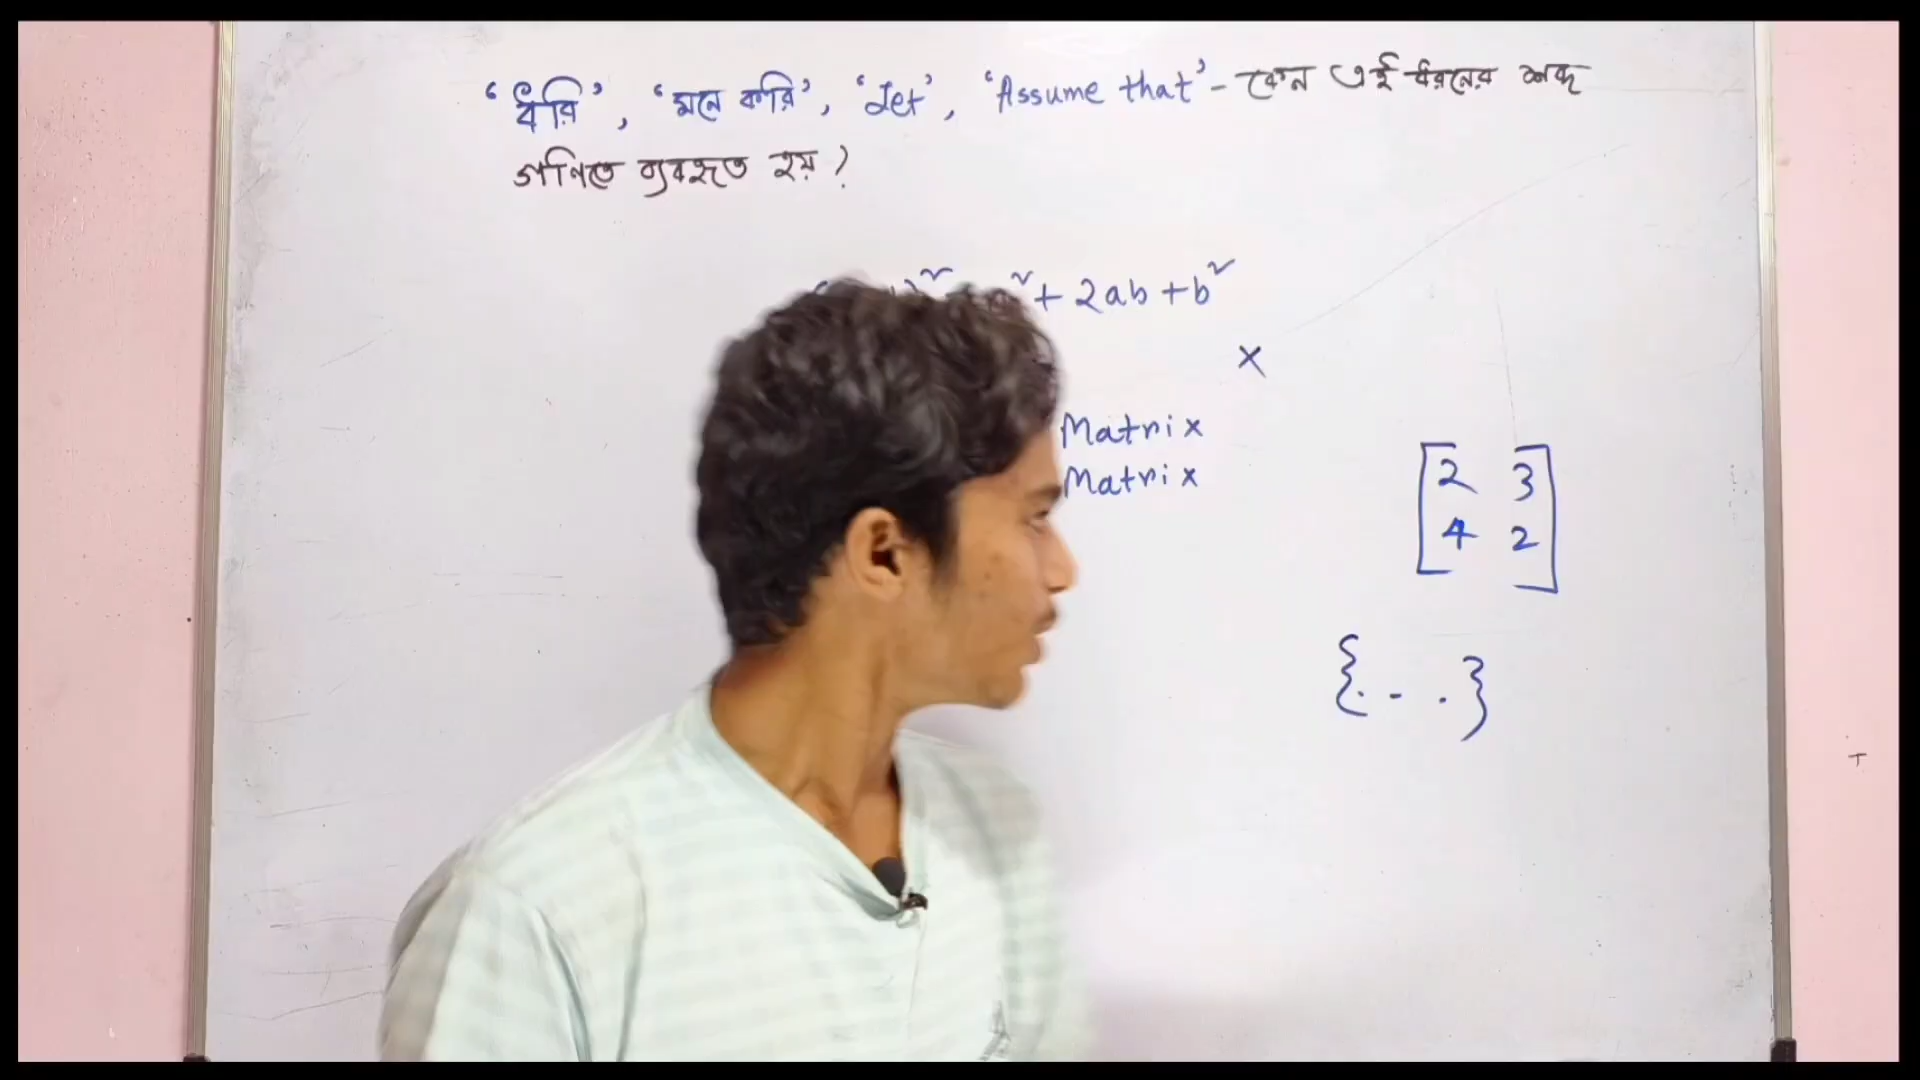 ‘ধরি’, ‘মনে করি’, ‘Let’, ‘Assume that’ - কেন এই ধরনের শব্দ
গণিতে ব্যবহৃত হয়?
² + 2ab + b²
×
Matrix
Matrix
2 3
4 2
{. - .}